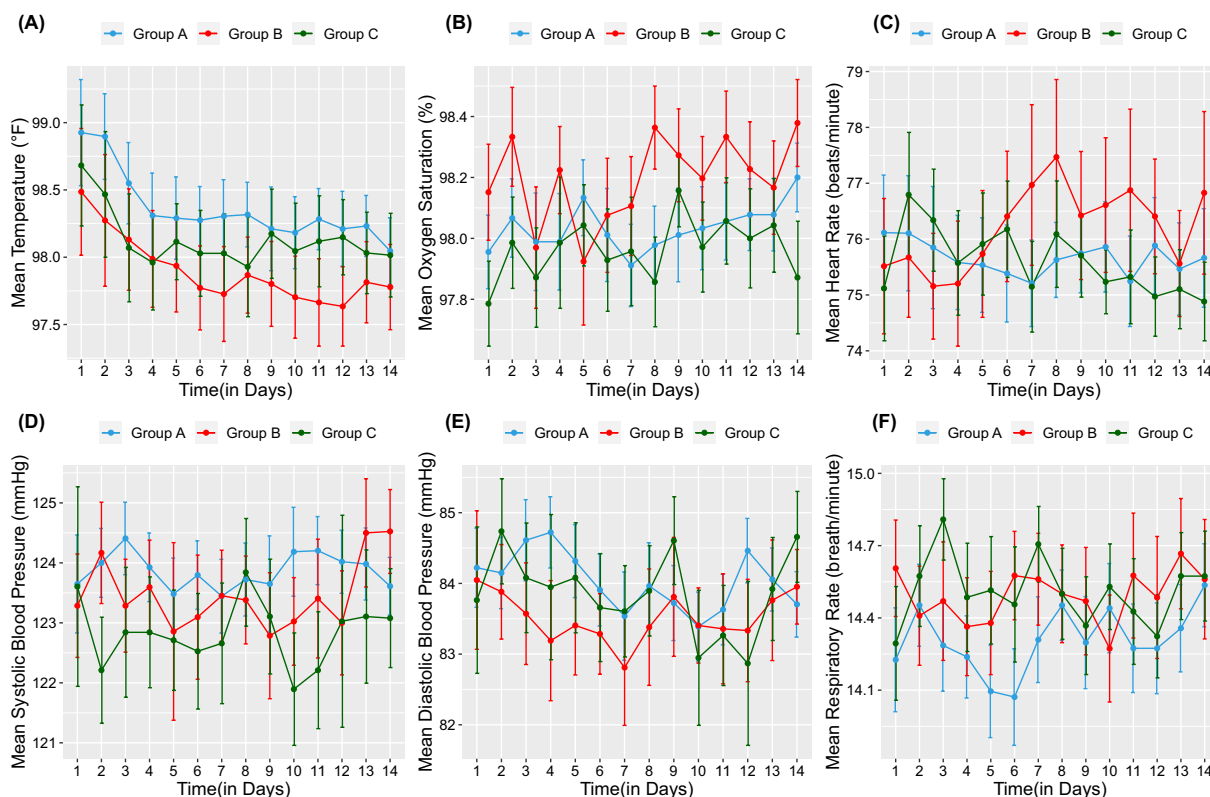 (A)
Group A Group B Group C
Mean Temperature (°F)
99.0
98.5
98.0
97.5
1 2 3 4 5 6 7 8 9 10 11 12 13 14
Time(in Days)
(B)
Group A Group B Group C
Mean Oxygen Saturation (%)
98.4
98.2
98.0
97.8
1 2 3 4 5 6 7 8 9 10 11 12 13 14
Time(in Days)
(C)
Group A Group B Group C
Mean Heart Rate (beats/minute)
79
78
77
76
75
74
1 2 3 4 5 6 7 8 9 10 11 12 13 14
Time(in Days)
(D)
Group A Group B Group C
Mean Systolic Blood Pressure (mmHg)
125
124
123
122
121
1 2 3 4 5 6 7 8 9 10 11 12 13 14
Time(in Days)
(E)
Group A Group B Group C
Mean Diastolic Blood Pressure (mmHg)
85
84
83
82
1 2 3 4 5 6 7 8 9 10 11 12 13 14
Time(in Days)
(F)
Group A Group B Group C
Mean Respiratory Rate (breath/minute)
15.0
14.7
14.4
14.1
1 2 3 4 5 6 7 8 9 10 11 12 13 14
Time(in Days)